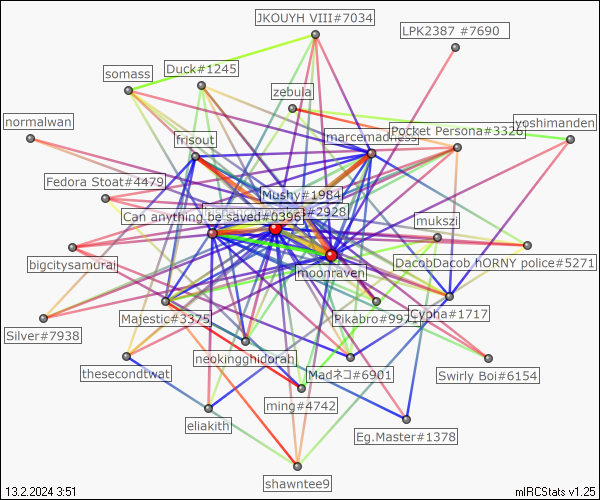 JKOUYH VIII#7034
LPK2387 #7690
somass
Duck#1245
zebula
normalwan
yoshimanden
frisout
marcemadness
Pocket Persona#3326
Fedora Stoat#4479
Mushy#1984
Can anything be saved#0396
#2928
mukszi
bigcitysamurai
moonraven
DacobDacob hORNY police#5271
Silver#7938
Majestic#3375
Pikabro#9971
Cypha#1717
thesecondtwat
neokingghidorah
Madネコ#6901
Swirly Boi#6154
eliakith
ming#4742
Eg.Master#1378
shawntee9
13.2.2024 3:51
mIRCStats v1.25